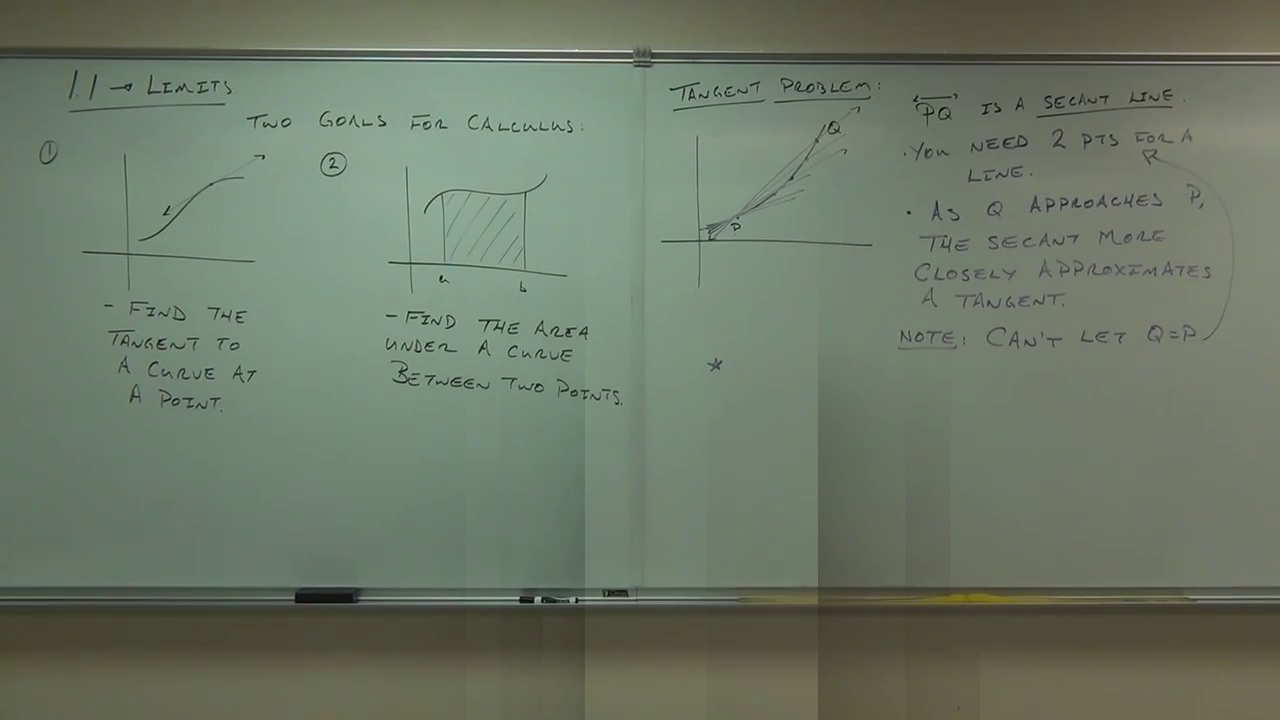 1.1 → LIMITS
TWO GOALS FOR CALCULUS:
①
- FIND THE
TANGENT TO
A CURVE AT
A POINT.
②
a b
- FIND THE AREA
UNDER A CURVE
BETWEEN TWO POINTS.
TANGENT PROBLEM:
Q
P
PQ IS A SECANT LINE.
· YOU NEED 2 PTS FOR A
LINE.
· AS Q APPROACHES P,
THE SECANT MORE
CLOSELY APPROXIMATES
A TANGENT.
NOTE: CAN'T LET Q=P